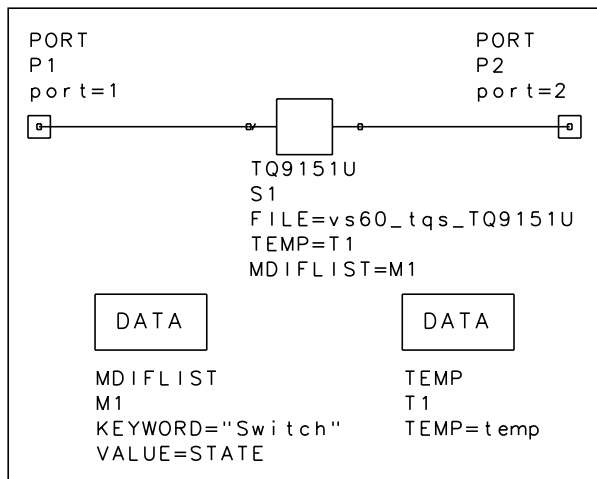 PORT
P1
port=1
PORT
P2
port=2
TQ9151U
S1
FILE=vs60_tqs_TQ9151U
TEMP=T1
MDIFLIST=M1
DATA
MDIFLIST
M1
KEYWORD="Switch"
VALUE=STATE
DATA
TEMP
T1
TEMP=temp